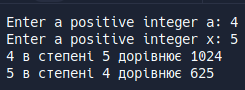 Enter a positive integer a: 4
Enter a positive integer x: 5
4 в степені 5 дорівнює 1024
5 в степені 4 дорівнює 625